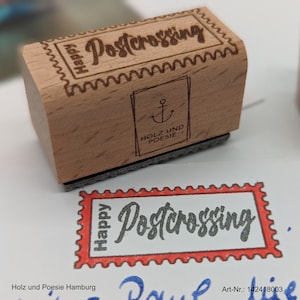 Happy
Postcrossing
HOLZ UND
POESIE
Happy
Postcrossing
Holz und Poesie Hamburg
Art-Nr.: 142418003